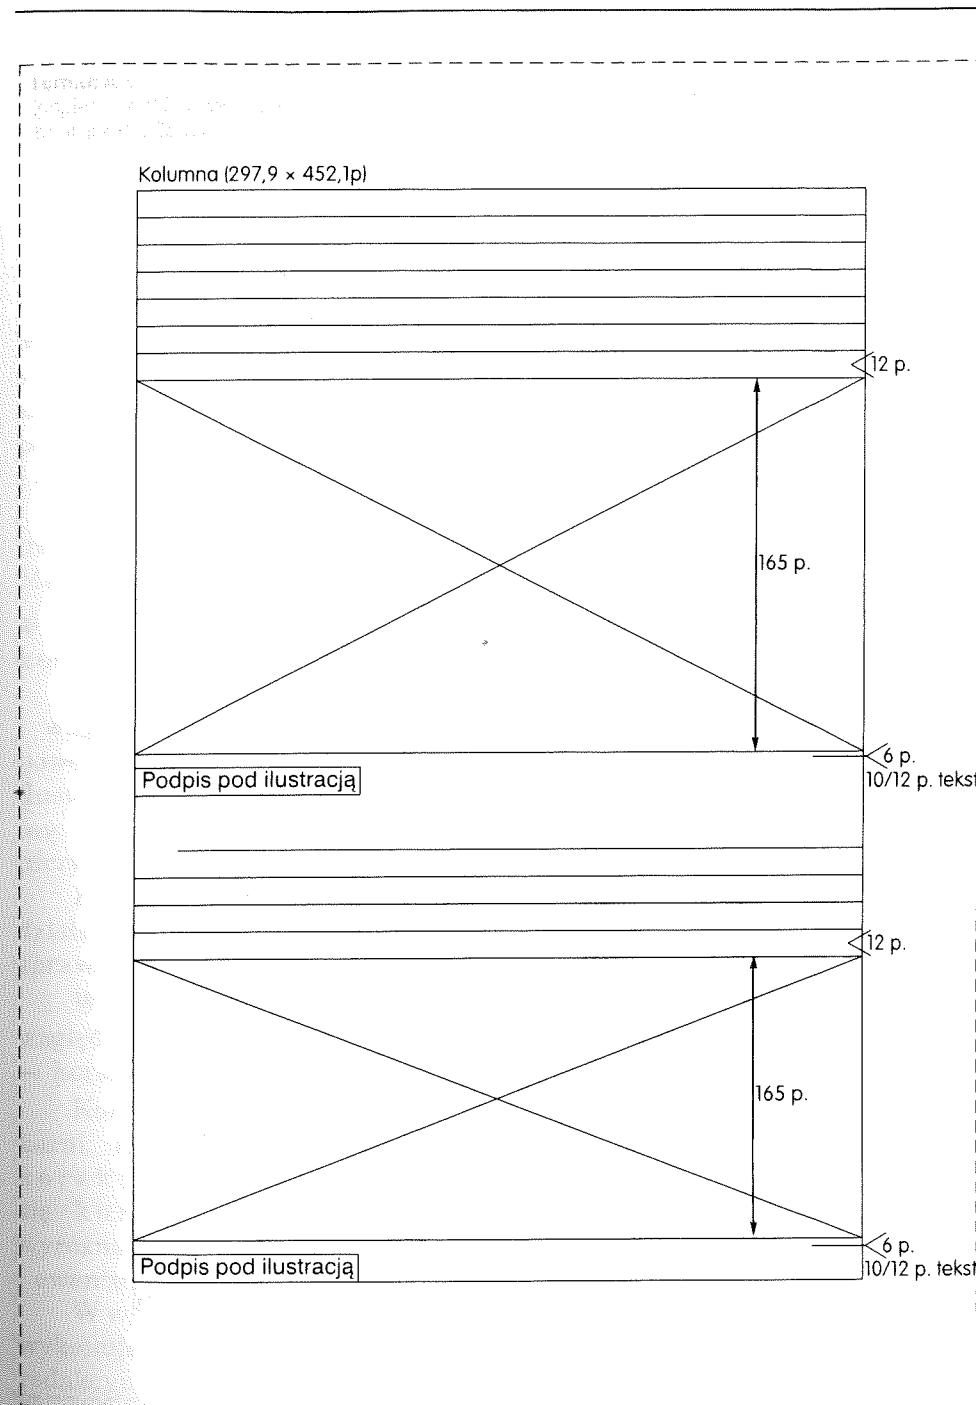 Kolumna (297,9 × 452,1p)
12 p.
165 p.
6 p.
Podpis pod ilustracją
10/12 p. tekst
12 p.
165 p.
6 p.
Podpis pod ilustracją
10/12 p. tekst